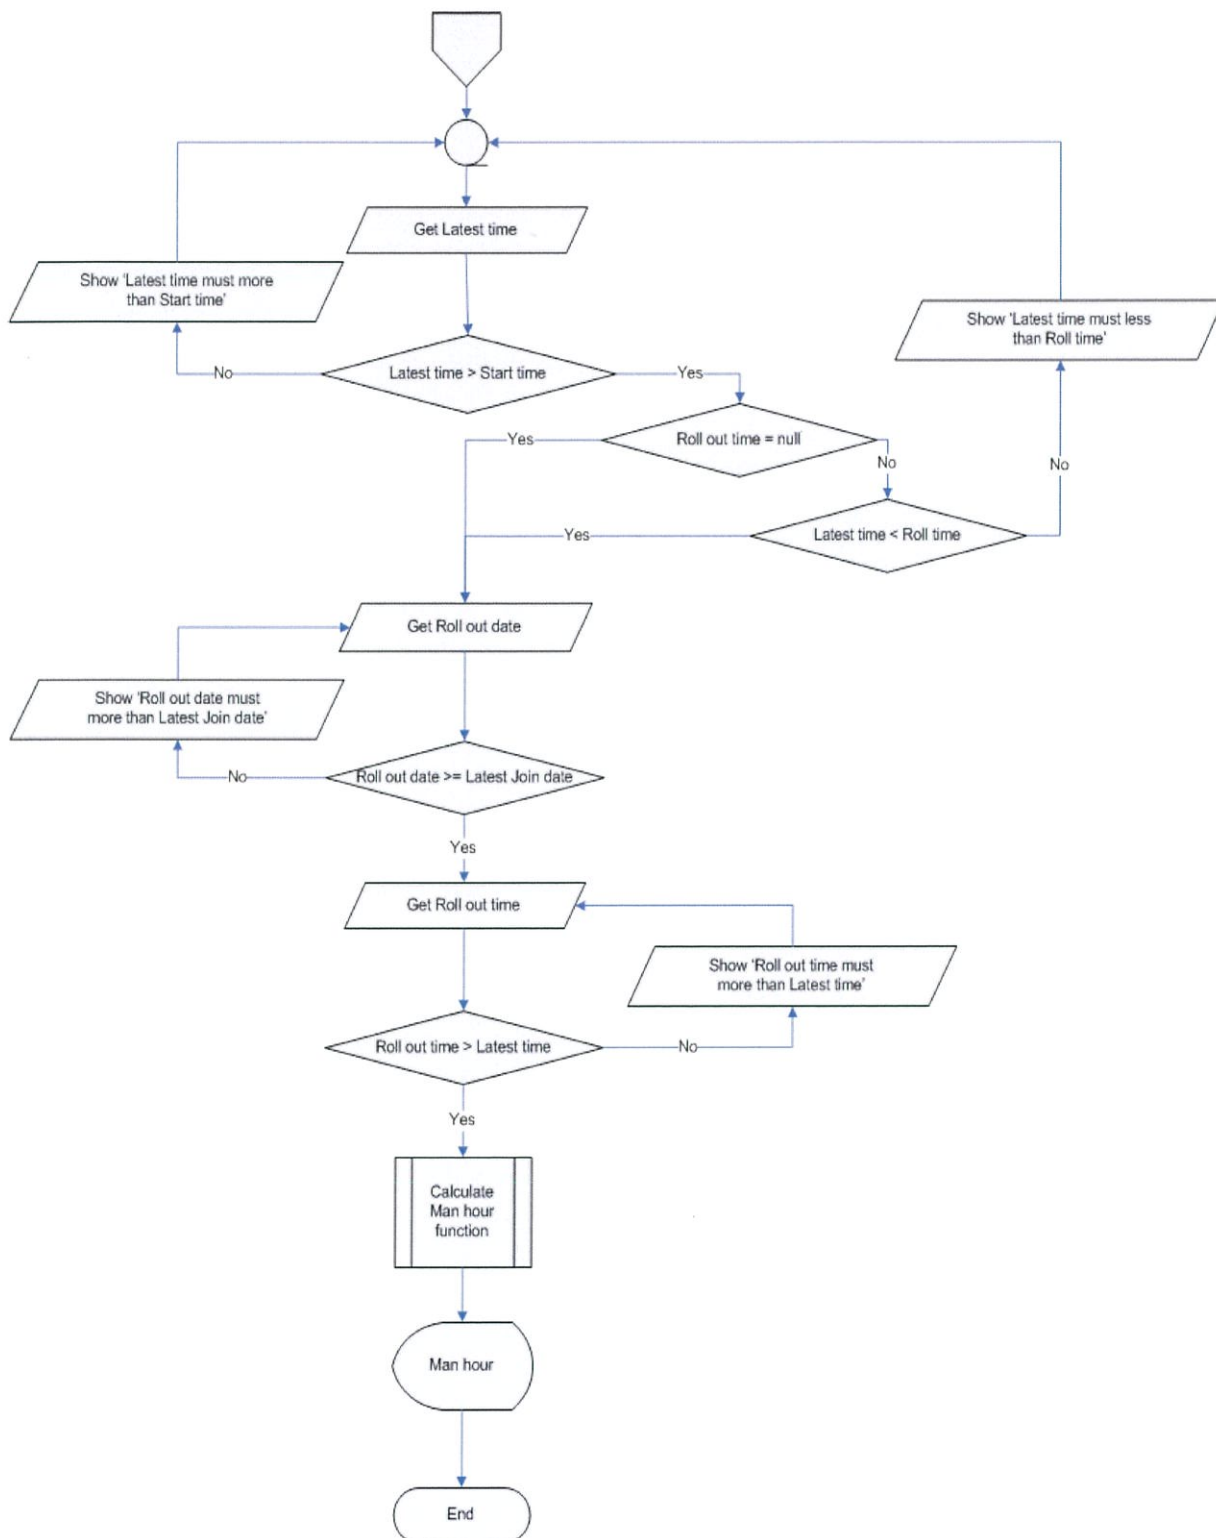 Get Latest time
Show 'Latest time must more
than Start time'
Show 'Latest time must less
than Roll time'
No
Latest time > Start time
Yes
Yes
Roll out time = null
No
No
Yes
Latest time < Roll time
Get Roll out date
Show 'Roll out date must
more than Latest Join date'
No
Roll out date >= Latest Join date
Yes
Get Roll out time
Show 'Roll out time must
more than Latest time'
Roll out time > Latest time
No
Yes
Calculate
Man hour
function
Man hour
End